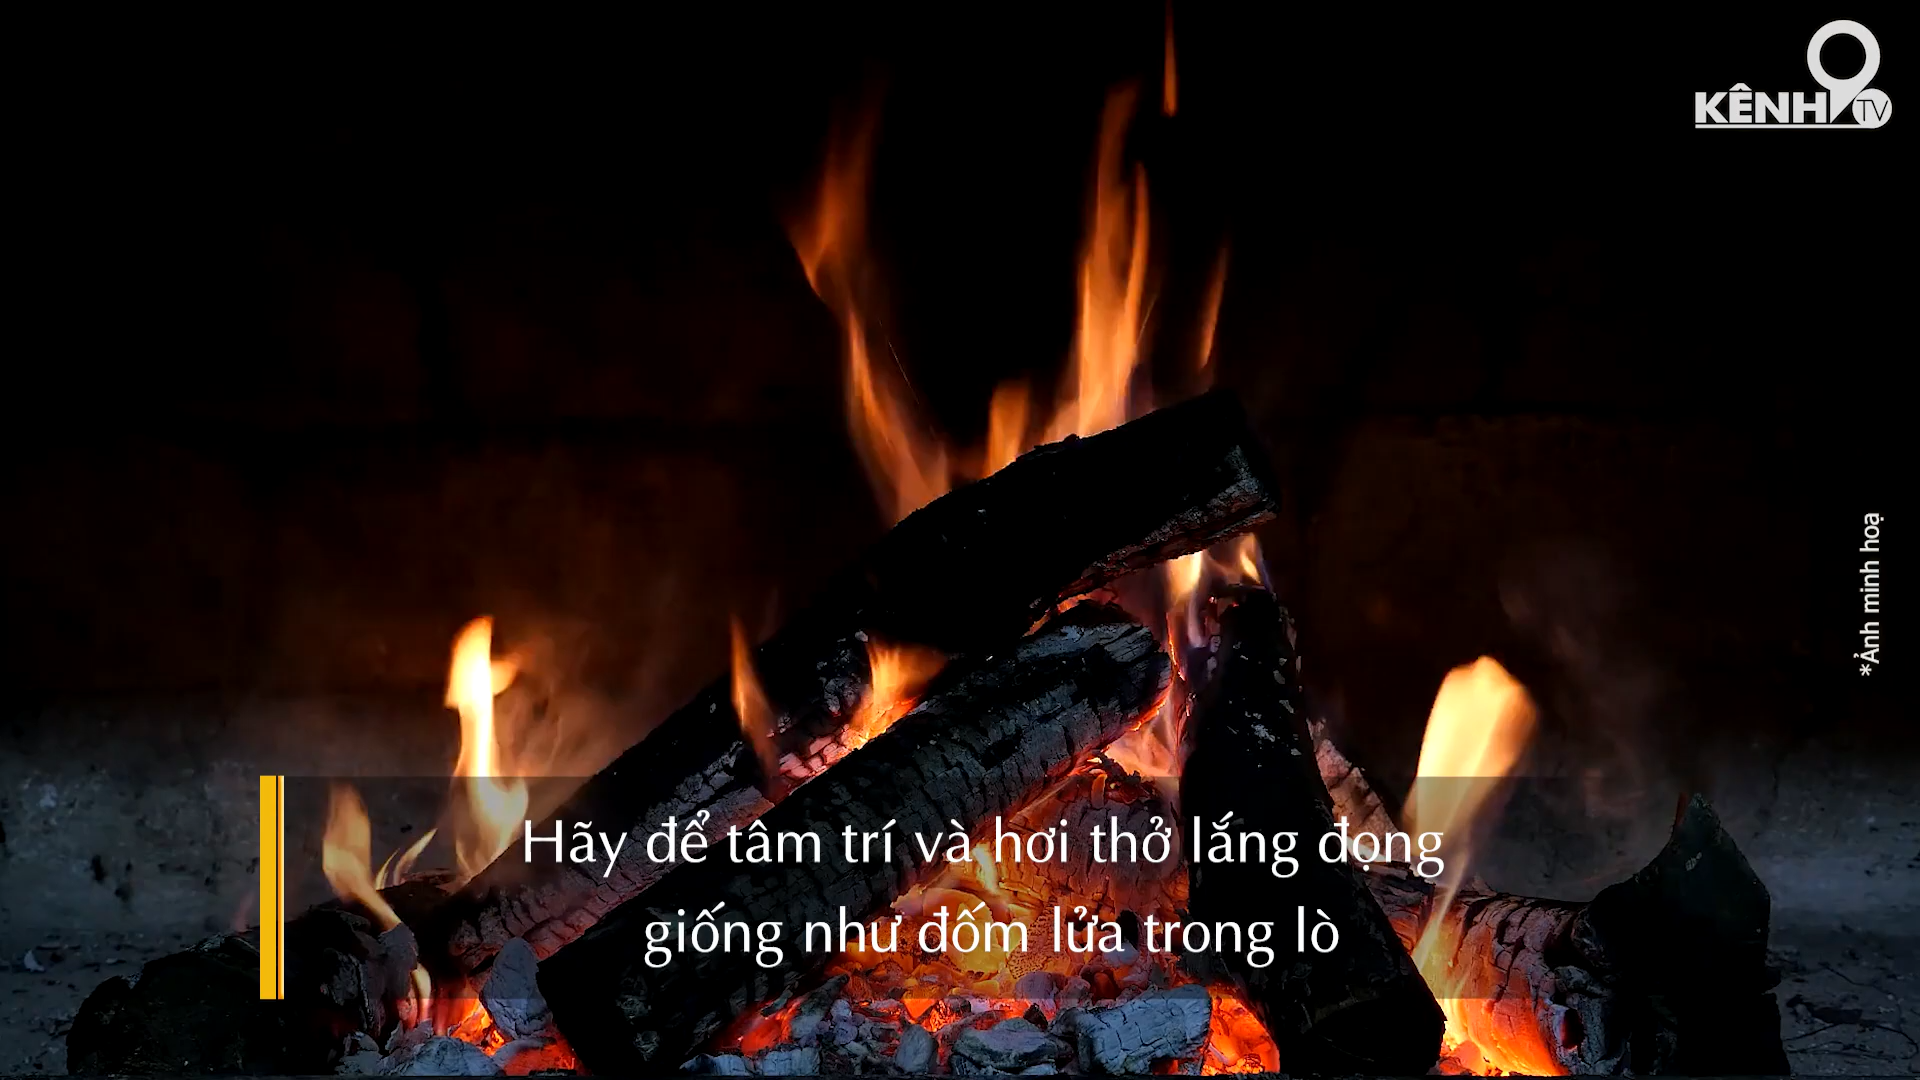 KÊNH9
TV
*Ảnh minh hoạ
Hãy để tâm trí và hơi thở lắng đọng
giống như đốm lửa trong lò